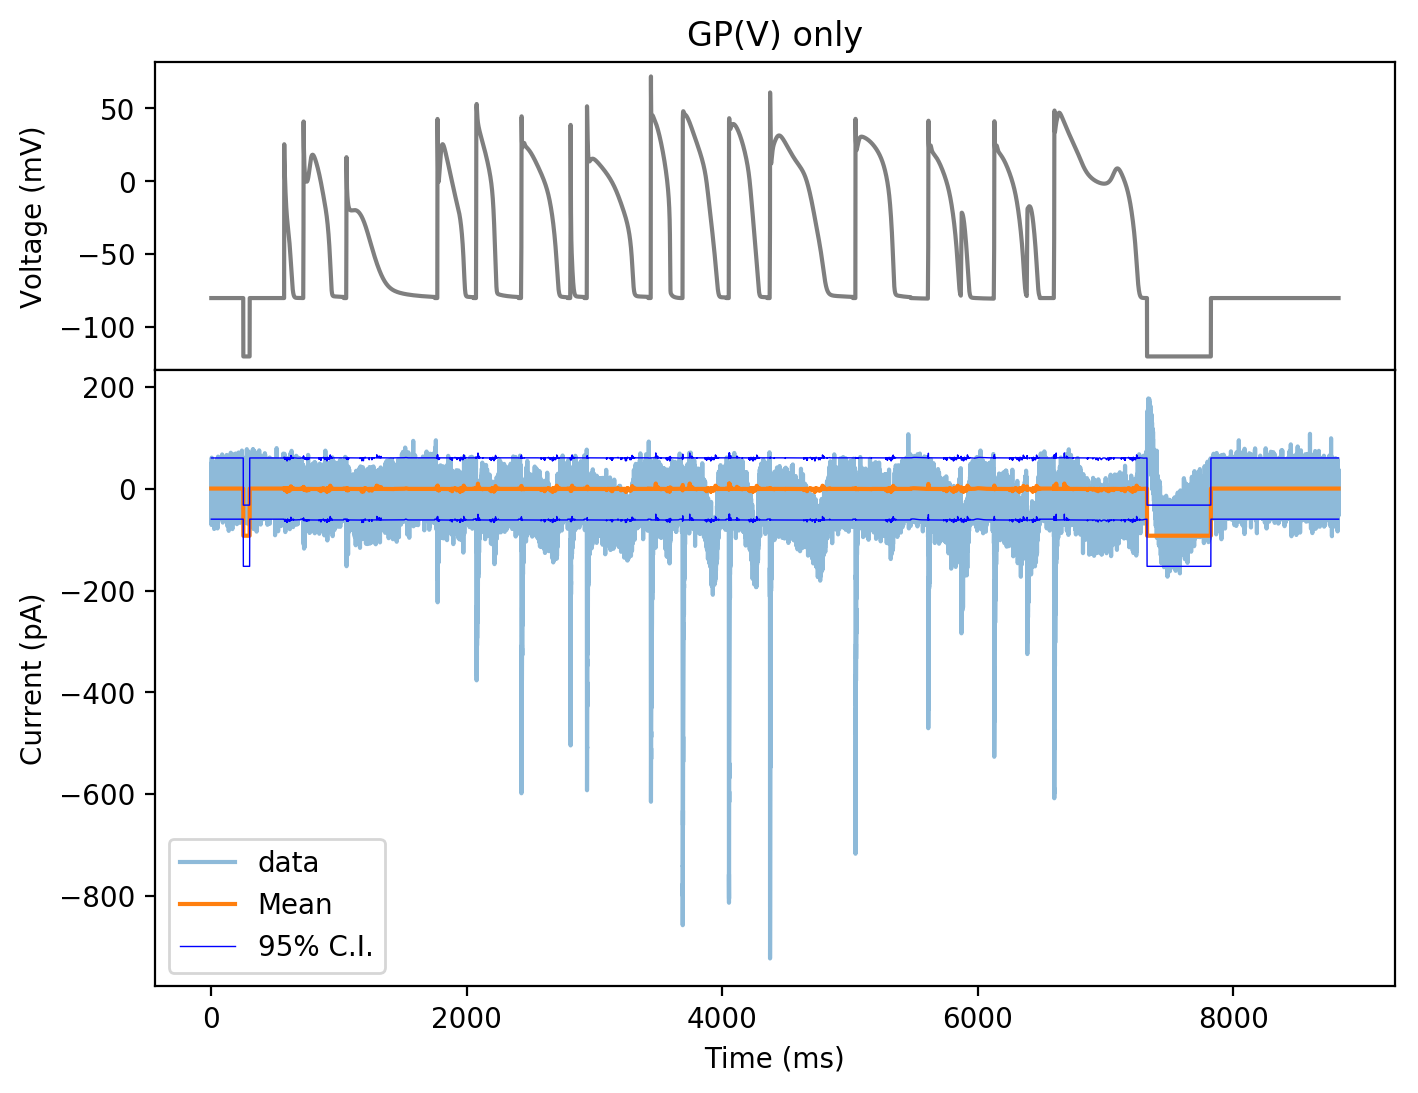 GP(V) only
Voltage (mV)
50
0
−50
−100
Current (pA)
200
0
−200
−400
−600
−800
data
Mean
95% C.I.
0 2000 4000 6000 8000
Time (ms)